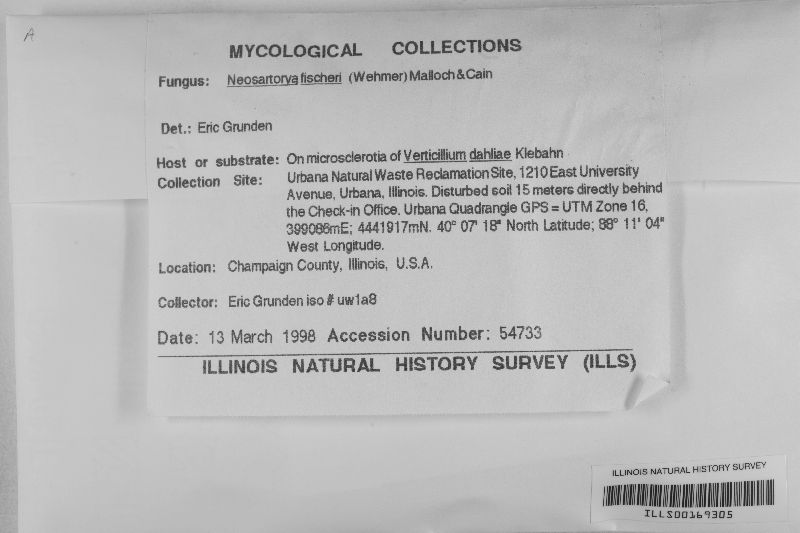 A
MYCOLOGICAL COLLECTIONS
Fungus: Neosartorya fischeri (Wehmer) Malloch & Cain
Det.: Eric Grunden
Host or substrate: On microsclerotia of Verticillium dahliae Klebahn
Collection Site: Urbana Natural Waste Reclamation Site, 1210 East University
Avenue, Urbana, Illinois. Disturbed soil 15 meters directly behind
the Check-in Office. Urbana Quadrangle GPS = UTM Zone 16,
399086mE; 4441917mN. 40° 07' 18" North Latitude; 88° 11' 04"
West Longitude.
Location: Champaign County, Illinois, U.S.A.
Collector: Eric Grunden iso # uw1a8
Date: 13 March 1998 Accession Number: 54733
ILLINOIS NATURAL HISTORY SURVEY (ILLS)
ILLINOIS NATURAL HISTORY SURVEY
ILLS00169305